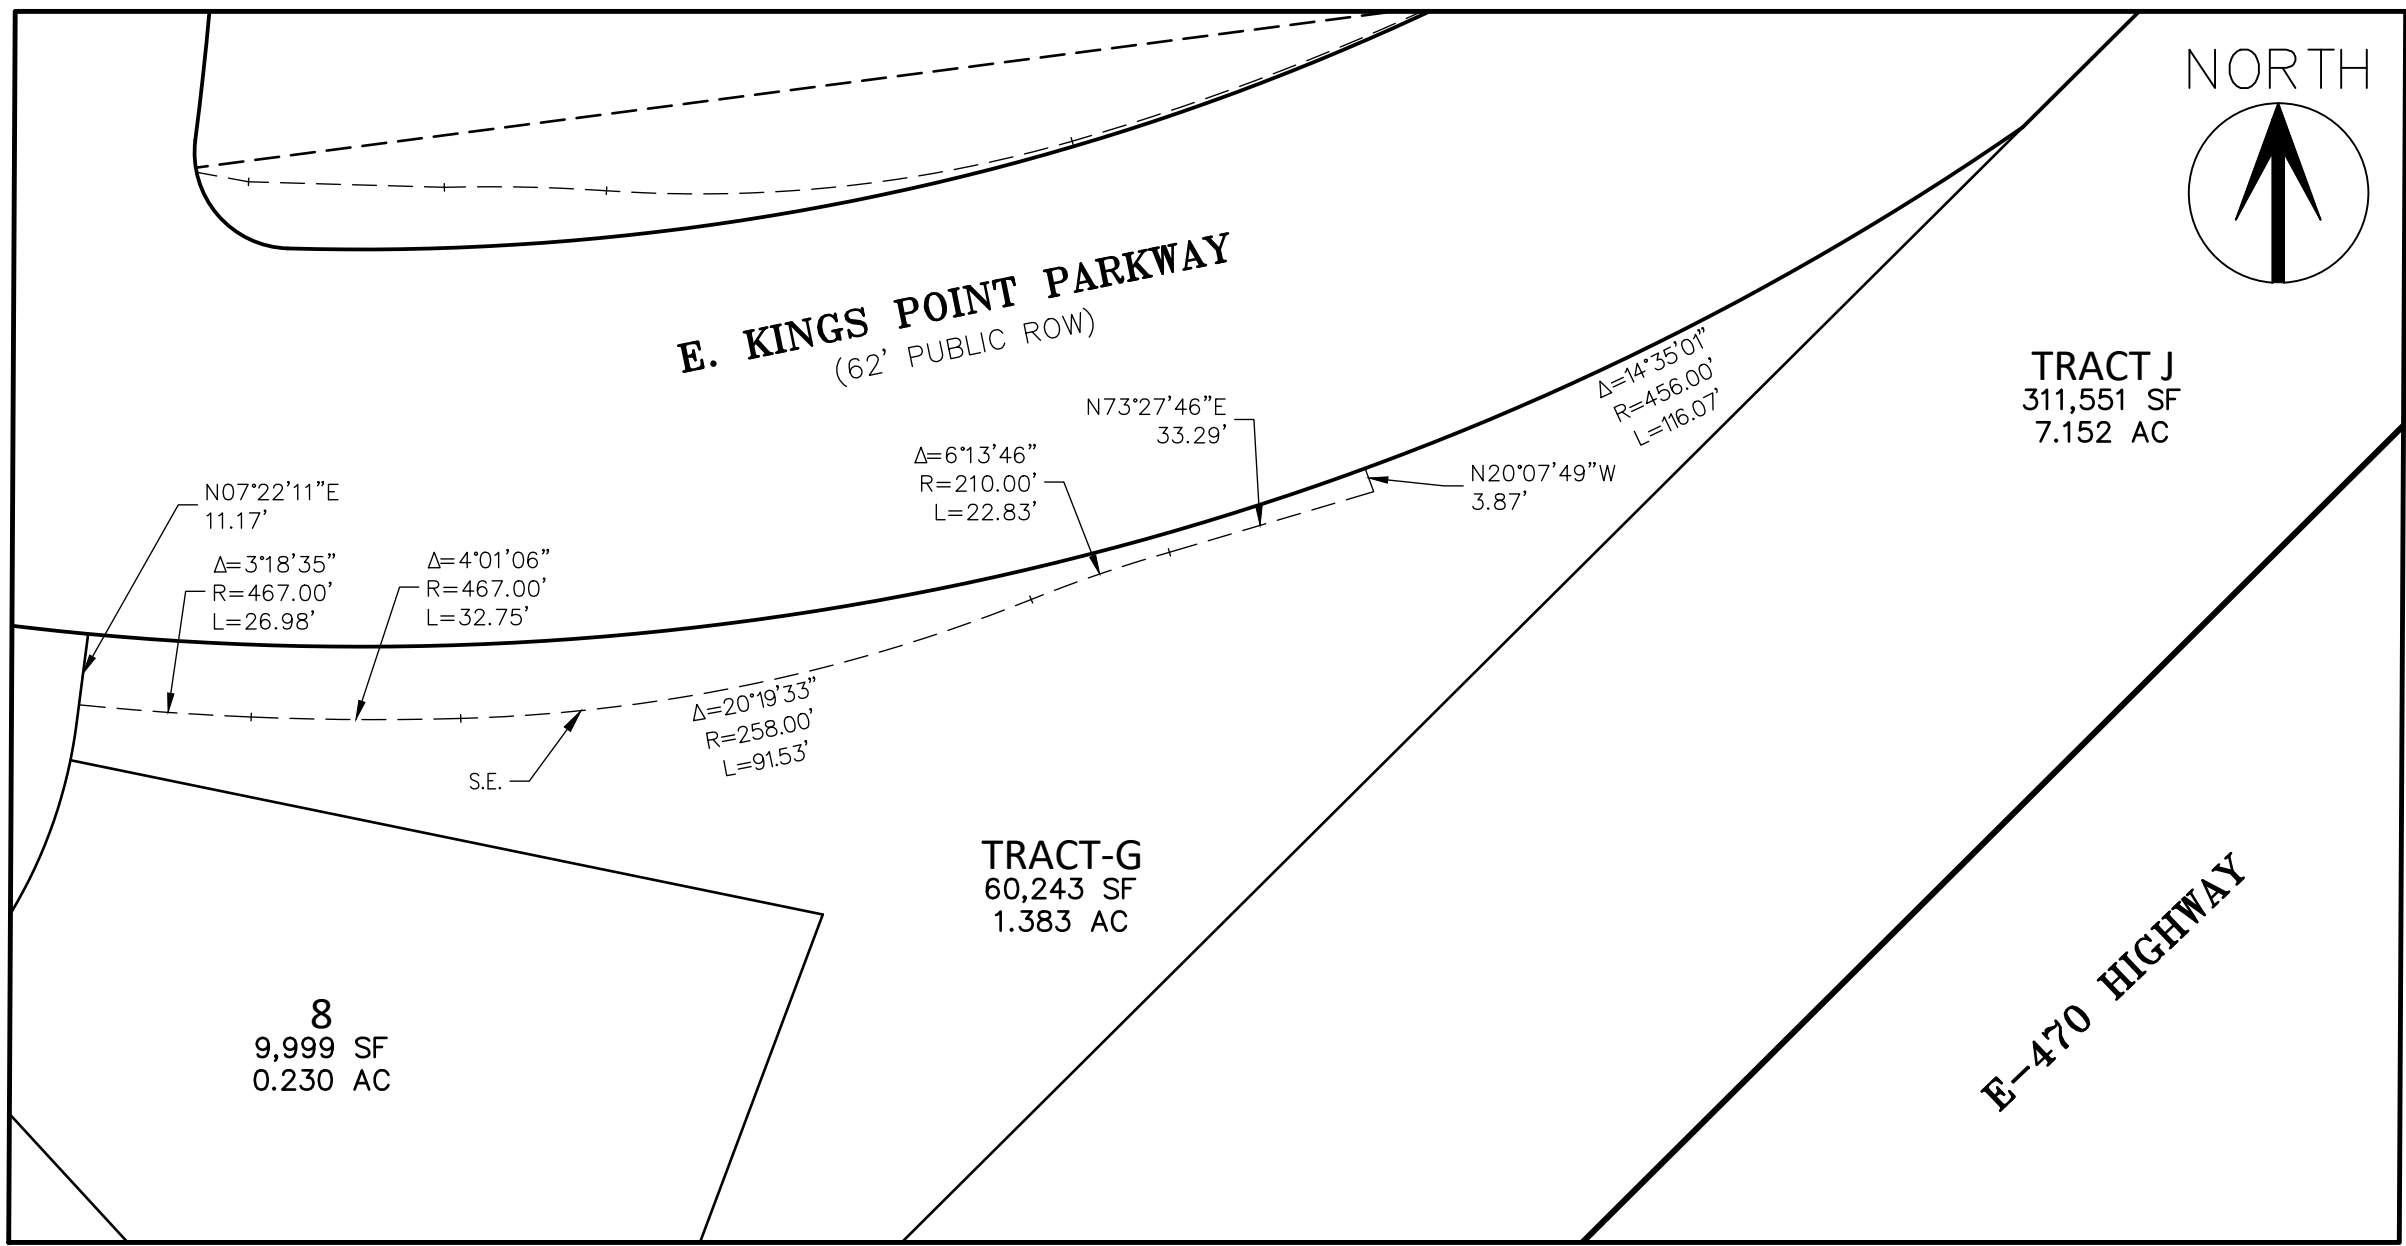 NORTH
E. KINGS POINT PARKWAY
(62' PUBLIC ROW)
Δ=14°35'01"
R=456.00'
L=116.07'
TRACT J
311,551 SF
7.152 AC
N73°27'46"E
33.29'
Δ=6°13'46"
R=210.00'
L=22.83'
N20°07'49"W
3.87'
N07°22'11"E
11.17'
Δ=3°18'35"
R=467.00'
L=26.98'
Δ=4°01'06"
R=467.00'
L=32.75'
Δ=20°19'33"
R=258.00'
L=91.53'
S.E.
TRACT-G
60,243 SF
1.383 AC
8
9,999 SF
0.230 AC
E-470 HIGHWAY